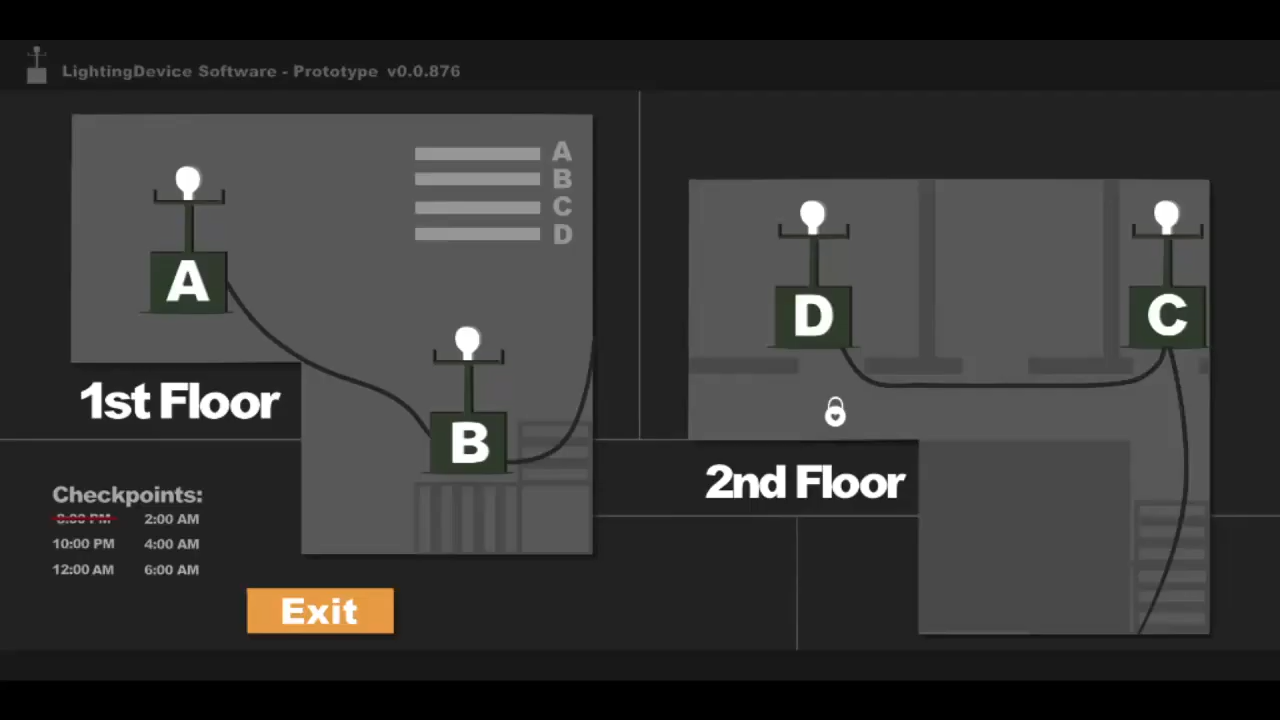 LightingDevice Software - Prototype v0.0.876
A
B
C
D
A
B
1st Floor
D
C
2nd Floor
Checkpoints:
8:00 PM 2:00 AM
10:00 PM 4:00 AM
12:00 AM 6:00 AM
Exit